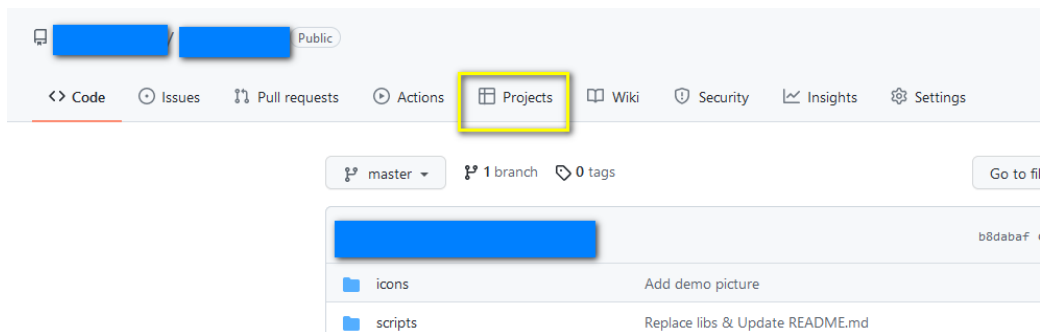 / Public
Code Issues Pull requests Actions Projects Wiki Security Insights Settings
master 1 branch 0 tags Go to fil
b8dabaf
icons Add demo picture
scripts Replace libs & Update README.md